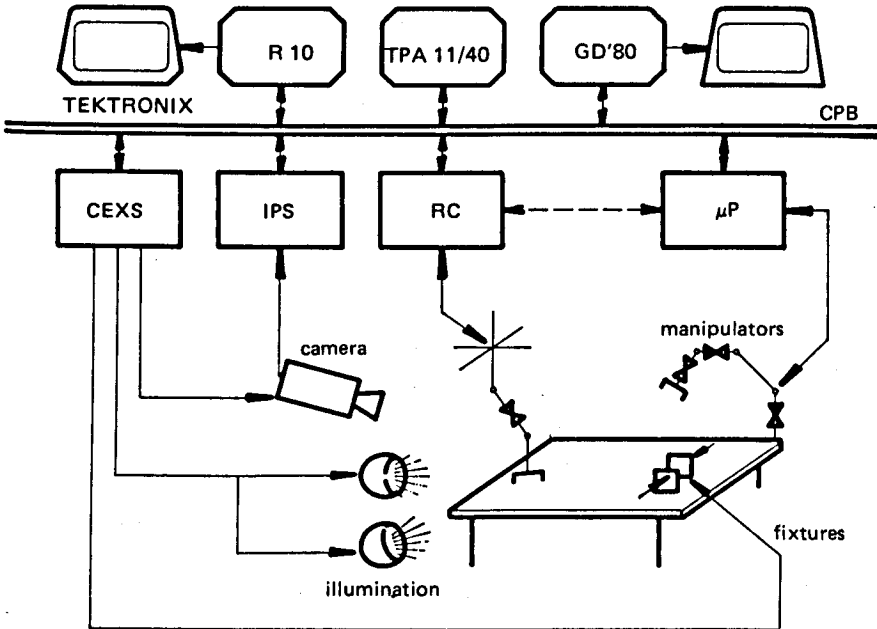 R 10
TPA 11/40
GD'80
TEKTRONIX
CPB
CEXS
IPS
RC
μP
camera
manipulators
fixtures
illumination